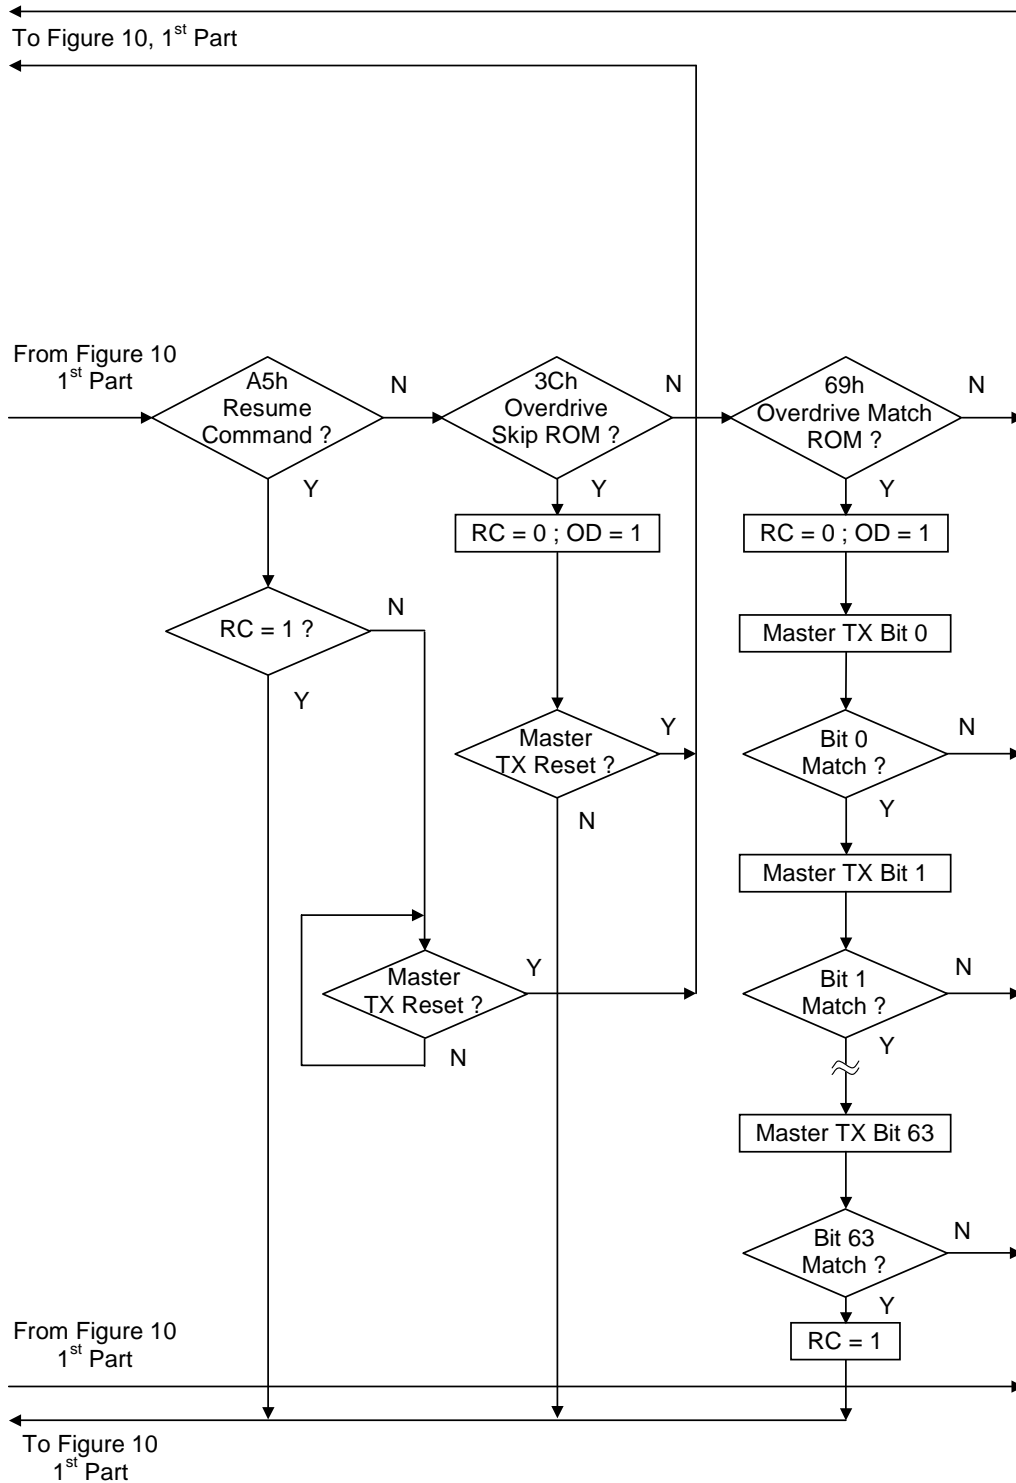 To Figure 10, 1st Part
From Figure 10
1st Part
A5h
Resume
Command ?
N
Y
3Ch
Overdrive
Skip ROM ?
N
Y
69h
Overdrive Match
ROM ?
N
Y
RC = 0 ; OD = 1
RC = 0 ; OD = 1
RC = 1 ?
N
Y
Master TX Bit 0
Master
TX Reset ?
Y
N
Bit 0
Match ?
N
Y
Master TX Bit 1
Master
TX Reset ?
Y
N
Bit 1
Match ?
N
Y
Master TX Bit 63
Bit 63
Match ?
N
Y
RC = 1
From Figure 10
1st Part
To Figure 10
1st Part